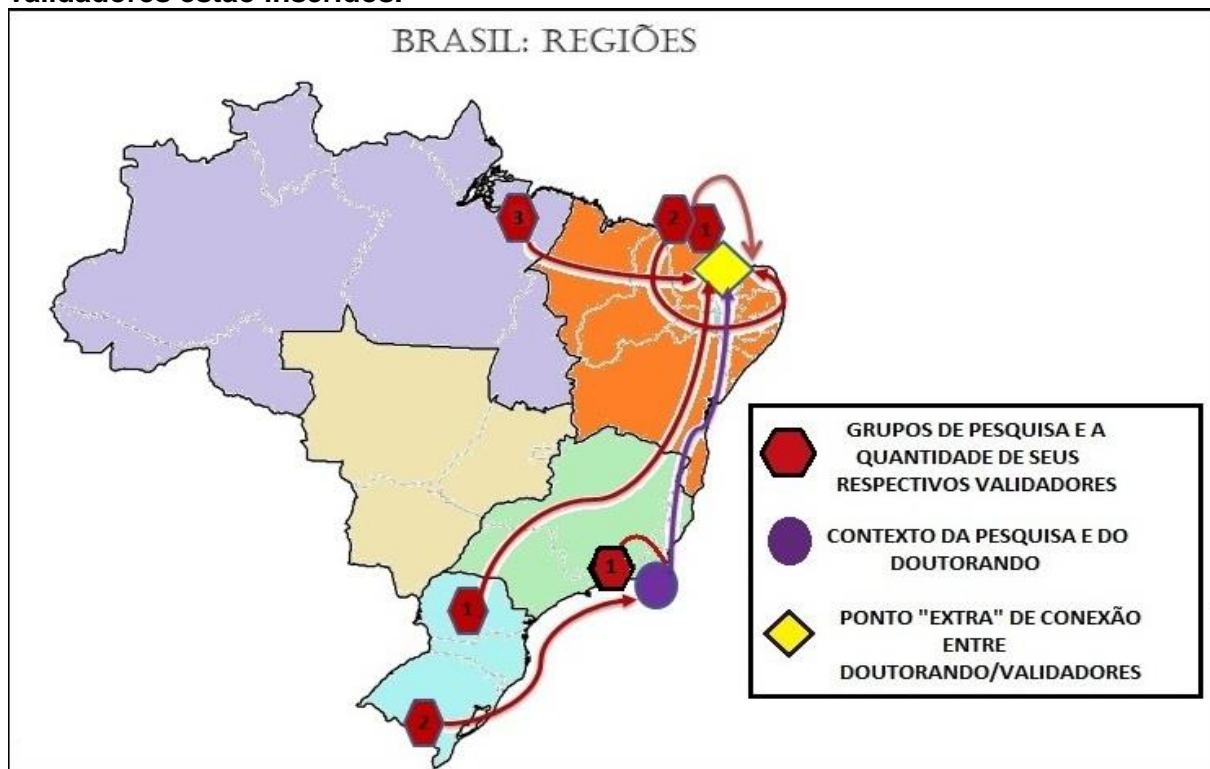 validadores estão inseridos.
BRASIL: REGIÕES
3
2
1
1
1
2
GRUPOS DE PESQUISA E A
QUANTIDADE DE SEUS
RESPECTIVOS VALIDADORES
CONTEXTO DA PESQUISA E DO
DOUTORANDO
PONTO "EXTRA" DE CONEXÃO
ENTRE
DOUTORANDO/VALIDADORES